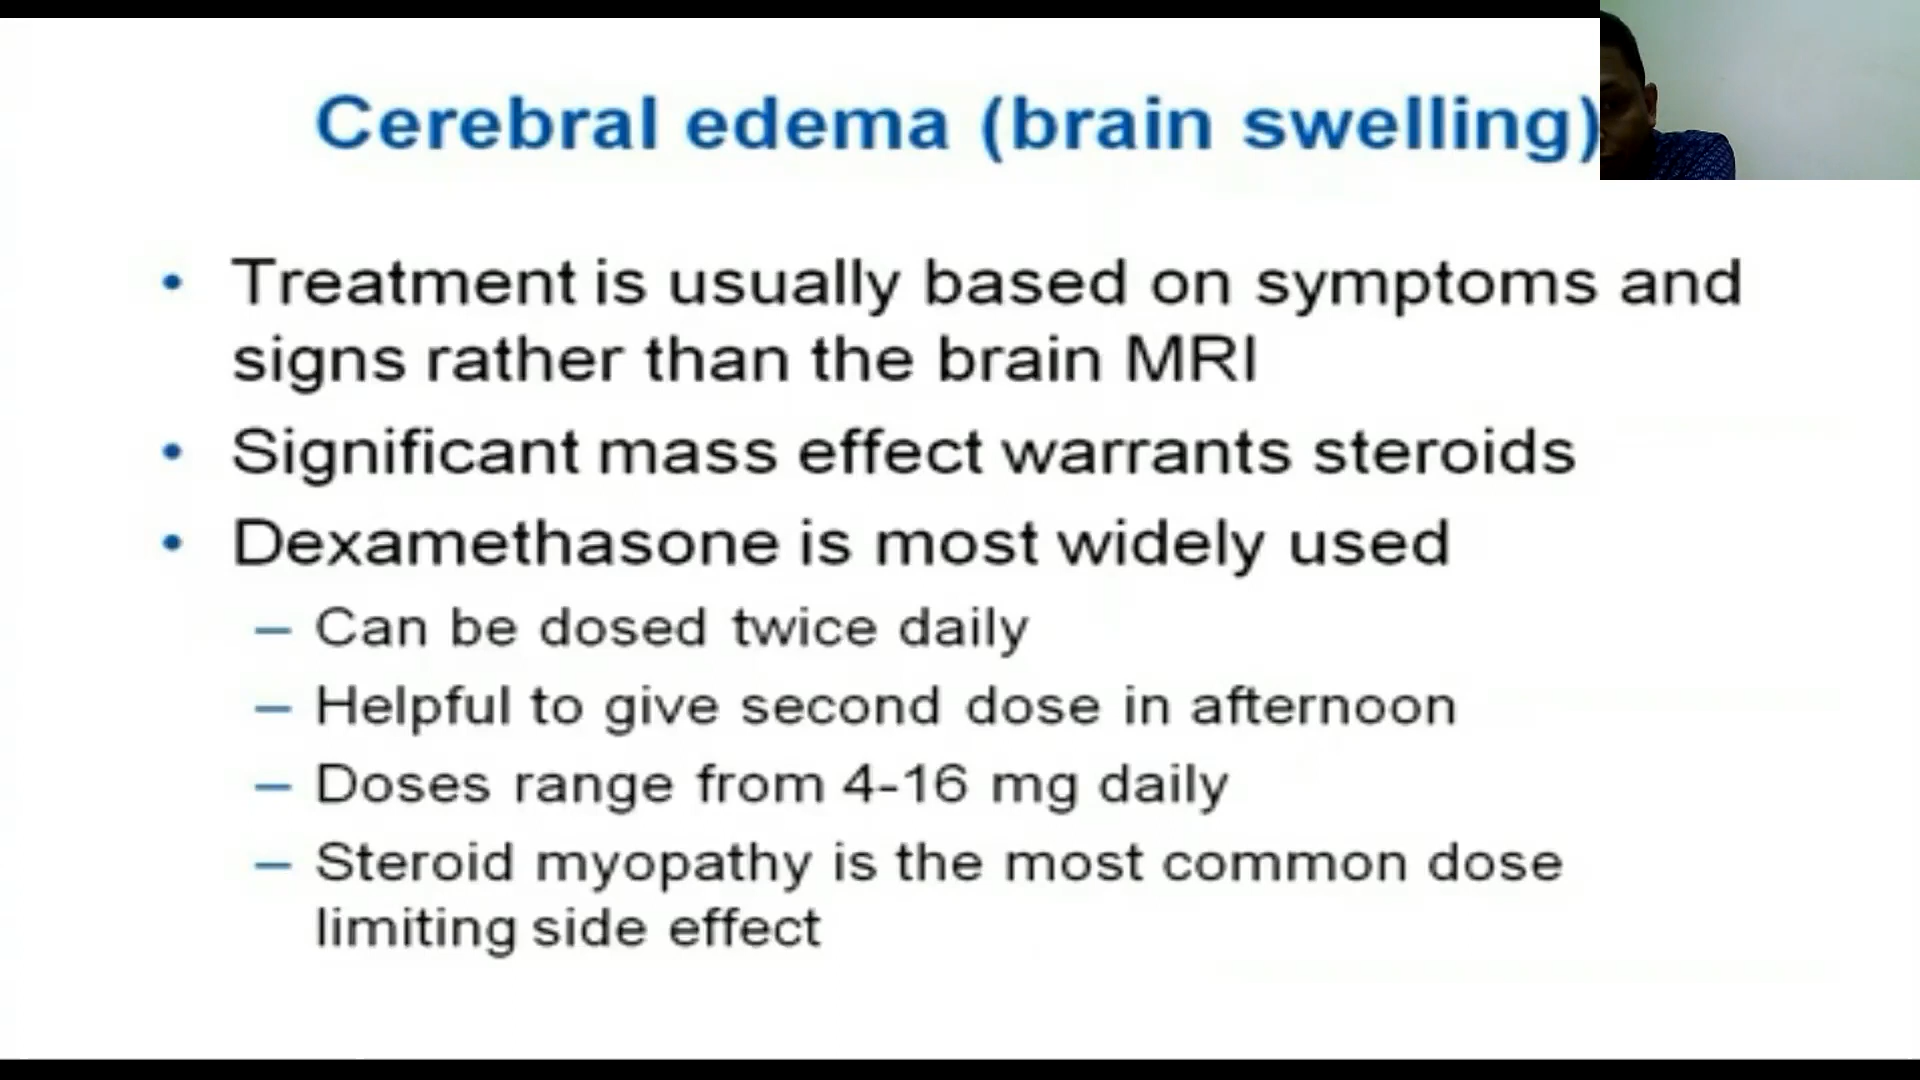 Cerebral edema (brain swelling)
• Treatment is usually based on symptoms and
signs rather than the brain MRI
• Significant mass effect warrants steroids
• Dexamethasone is most widely used
– Can be dosed twice daily
– Helpful to give second dose in afternoon
– Doses range from 4-16 mg daily
– Steroid myopathy is the most common dose
limiting side effect